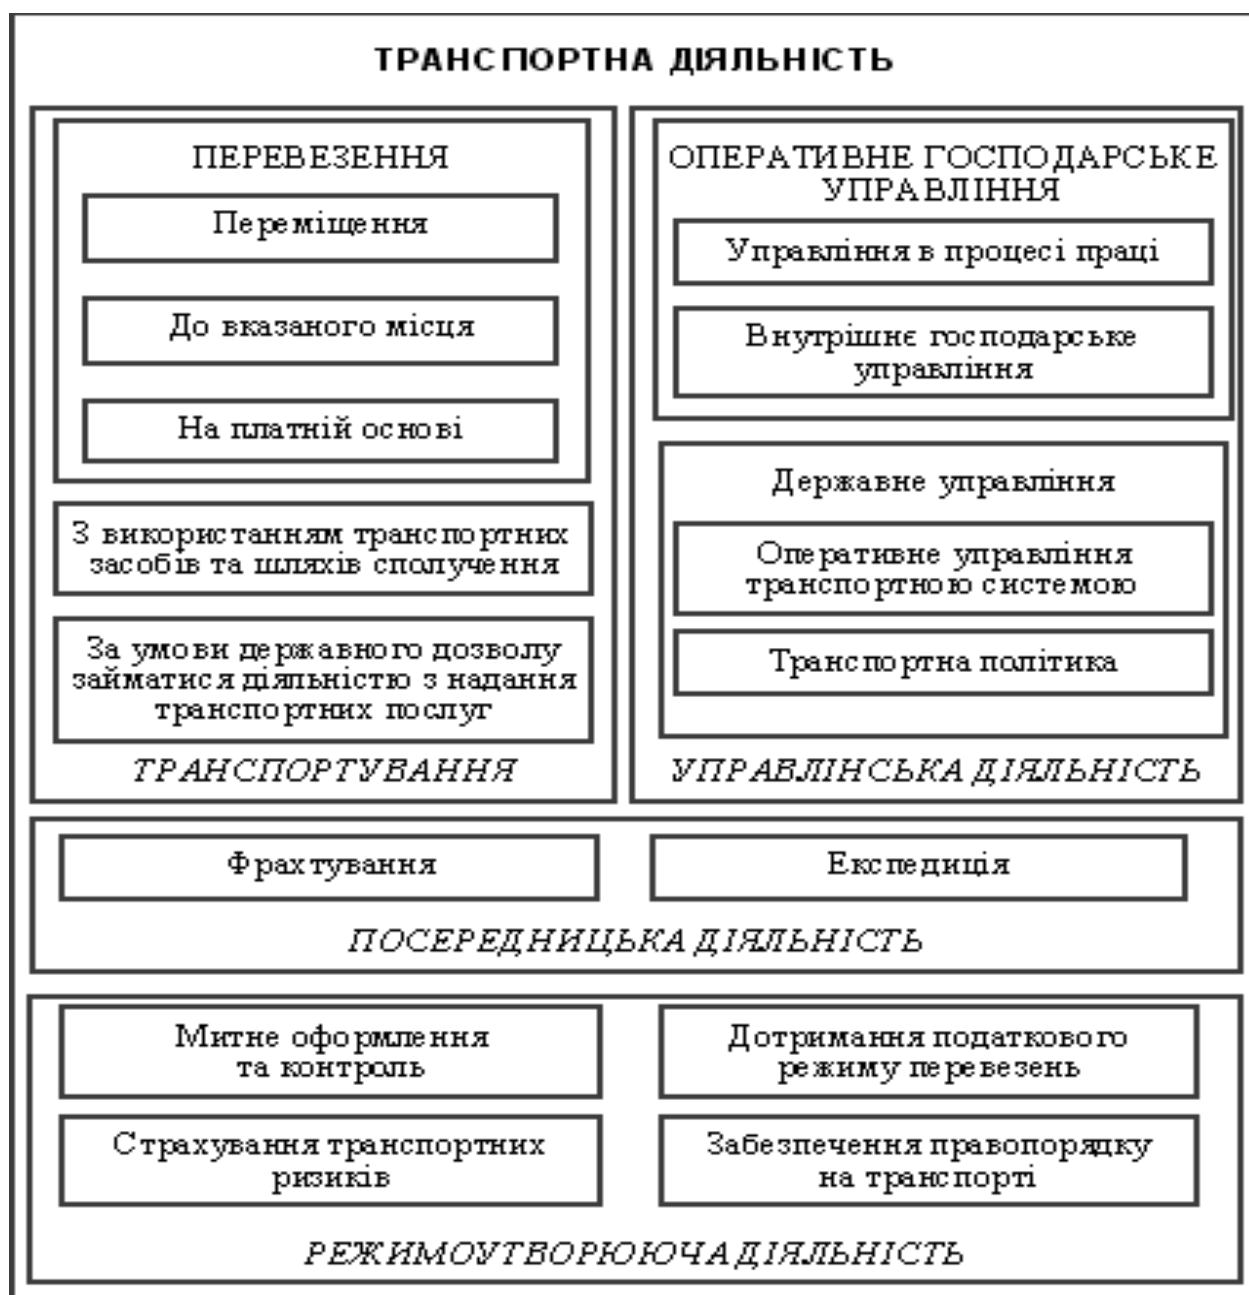 ТРАНСПОРТНА ДІЯЛЬНІСТЬ
ПЕРЕВЕЗЕННЯ
Переміщення
До вказаного місця
На платній основі
З використанням транспортних
засобів та шляхів сполучення
За умови державного дозволу
займатися діяльністю з надання
транспортних послуг
ТРАНСПОРТУВАННЯ
ОПЕРАТИВНЕ ГОСПОДАРСЬКЕ
УПРАВЛІННЯ
Управління в процесі праці
Внутрішнє господарське
управління
Державне управління
Оперативне управління
транспортною системою
Транспортна політика
УПРАВЛІНСЬКА ДІЯЛЬНІСТЬ
Фрахтування
Експедиція
ПОСЕРЕДНИЦЬКА ДІЯЛЬНІСТЬ
Митне оформлення
та контроль
Дотримання податкового
режиму перевезень
Страхування транспортних
ризиків
Забезпечення правопорядку
на транспорті
РЕЖИМОУТВОРЮЮЧА ДІЯЛЬНІСТЬ